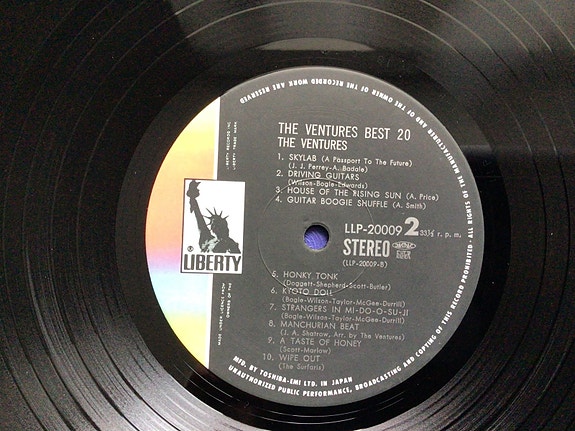 THE VENTURES BEST 20
THE VENTURES
1. SKYLAB (A Passport To The Future)
(J. J. Perrey-A. Badale)
2. DRIVING GUITARS
(Wilson-Bogle-Edwards)
3. HOUSE OF THE RISING SUN (A. Price)
4. GUITAR BOOGIE SHUFFLE (A. Smith)
LLP-20009 2 33⅓ r. p. m.
STEREO
(LLP-20009-B)
LIBERTY
5. HONKY TONK
(Doggett-Shepherd-Scott-Butler)
6. KYOTO DOLL
(Bogle-Wilson-Taylor-McGee-Durrill)
7. STRANGERS IN MI-DO-O-SU-JI
(Bogle-Wilson-Taylor-McGee-Durrill)
8. MANCHURIAN BEAT
(J. A. Shatrow, Arr. by The Ventures)
9. A TASTE OF HONEY
(Scott-Marlow)
10. WIPE OUT
(The Surfaris)
MFD. BY TOSHIBA-EMI LTD. IN JAPAN
ALL RIGHTS OF THE MANUFACTURER AND OF THE OWNER OF THE RECORDED WORK ARE RESERVED
UNAUTHORIZED PUBLIC PERFORMANCE, BROADCASTING AND COPYING OF THIS RECORD PROHIBITED